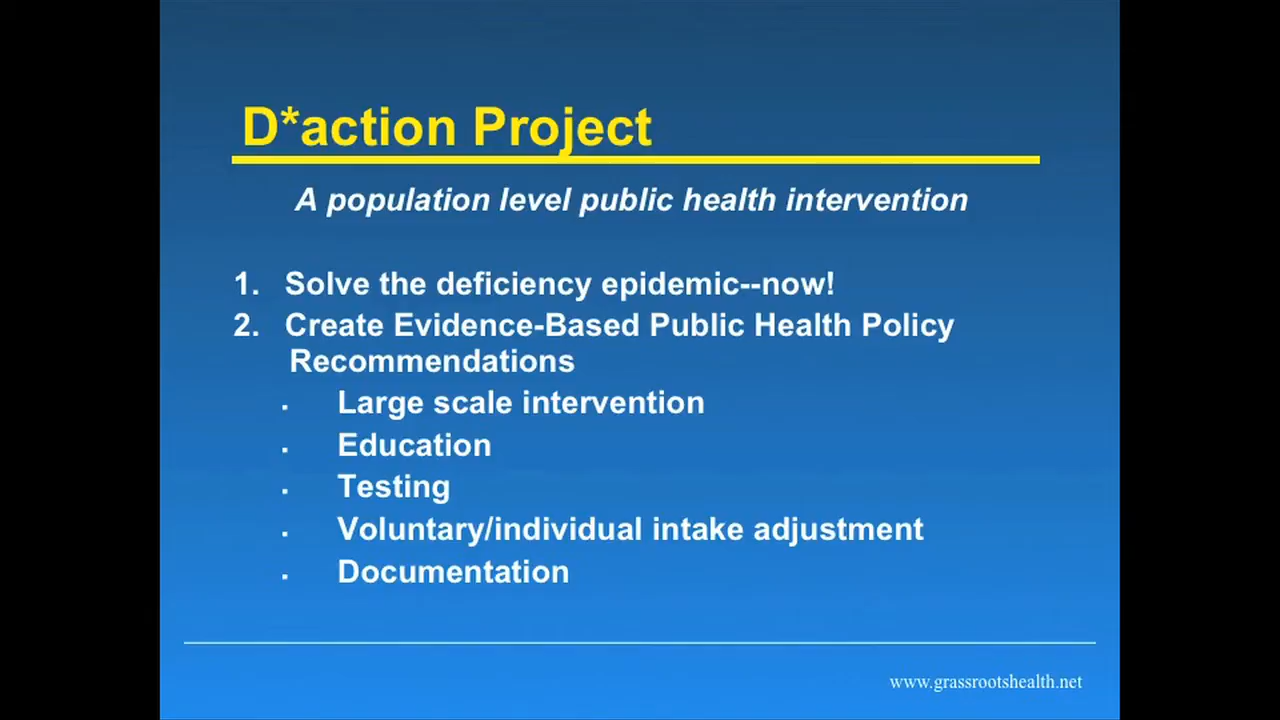 D*action Project
A population level public health intervention
1. Solve the deficiency epidemic--now!
2. Create Evidence-Based Public Health Policy
Recommendations
▪ Large scale intervention
▪ Education
▪ Testing
▪ Voluntary/individual intake adjustment
▪ Documentation
www.grassrootshealth.net